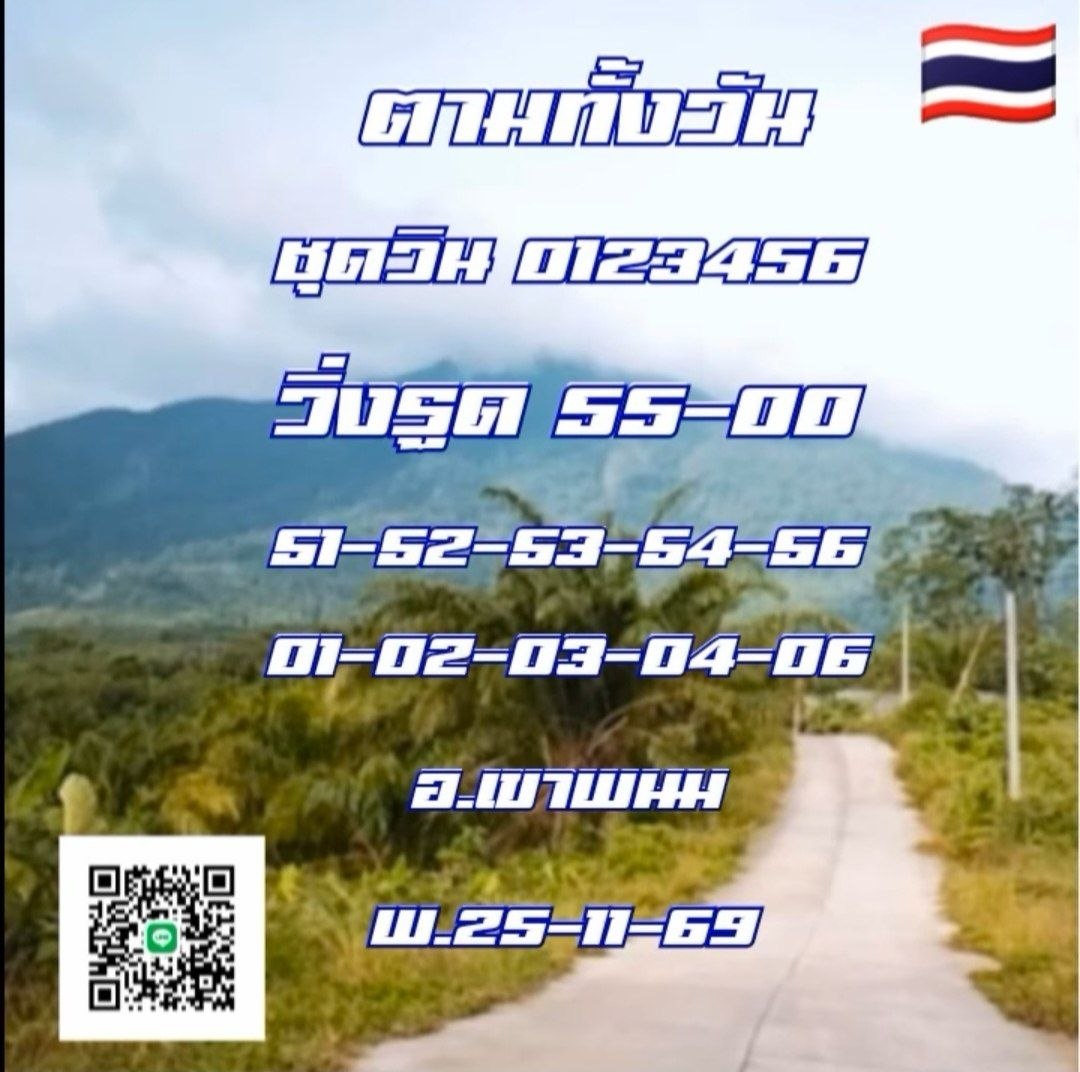 ตามทั้งวัน
ชุดวิน 0123456
วิ่งรูด 55-00
51-52-53-54-56
01-02-03-04-06
อ.เขาพนม
พ.25-11-69